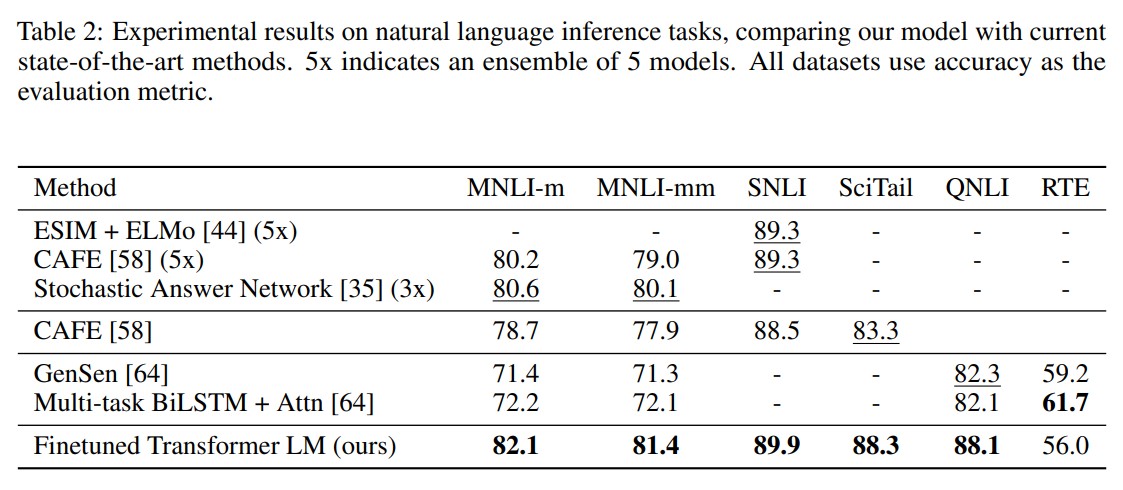 Table 2: Experimental results on natural language inference tasks, comparing our model with current
state-of-the-art methods. 5x indicates an ensemble of 5 models. All datasets use accuracy as the
evaluation metric.
Method MNLI-m MNLI-mm SNLI SciTail QNLI RTE
ESIM + ELMo [44] (5x) - - 89.3 - - -
CAFE [58] (5x) 80.2 79.0 89.3 - - -
Stochastic Answer Network [35] (3x) 80.6 80.1 - - - -
CAFE [58] 78.7 77.9 88.5 83.3
GenSen [64] 71.4 71.3 - - 82.3 59.2
Multi-task BiLSTM + Attn [64] 72.2 72.1 - - 82.1 61.7
Finetuned Transformer LM (ours) 82.1 81.4 89.9 88.3 88.1 56.0